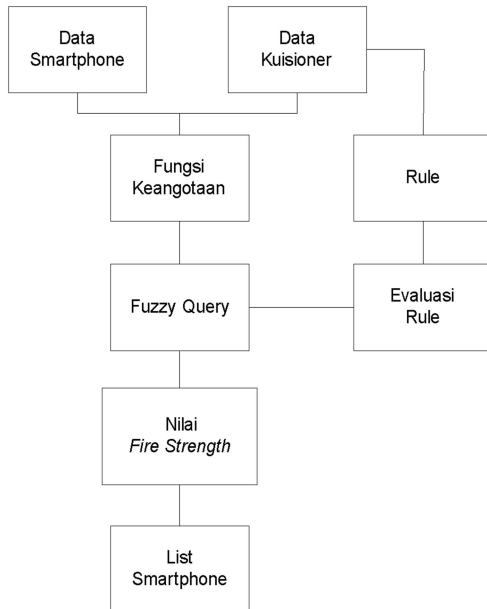 Data
Smartphone
Data
Kuisioner
Fungsi
Keangotaan
Rule
Fuzzy Query
Evaluasi
Rule
Nilai
Fire Strength
List
Smartphone